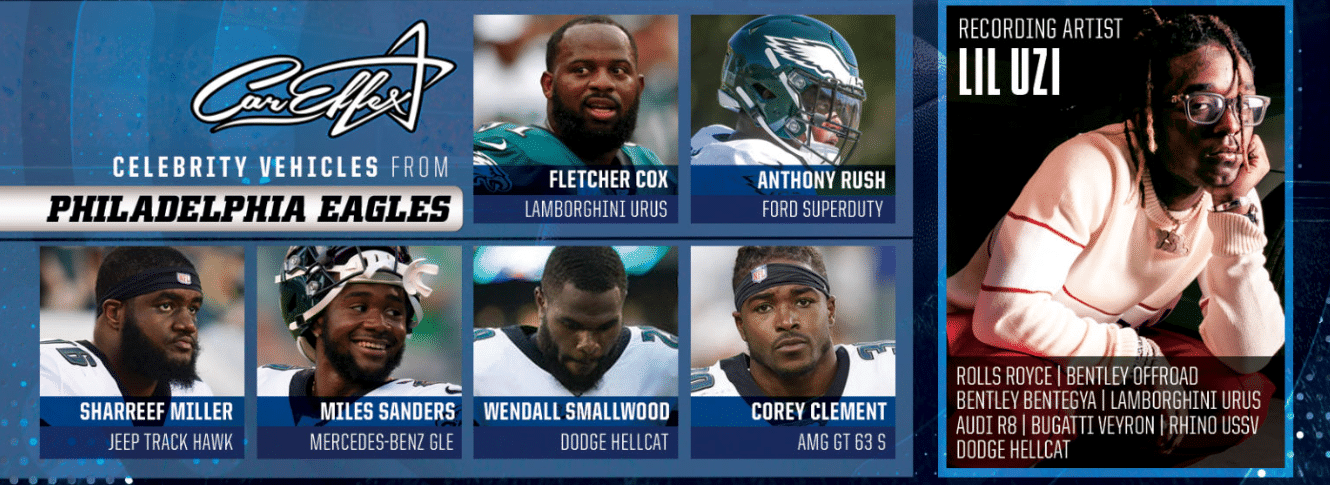 Car Effex
CELEBRITY VEHICLES FROM
PHILADELPHIA EAGLES
FLETCHER COX
LAMBORGHINI URUS
ANTHONY RUSH
FORD SUPERDUTY
SHARREEF MILLER
JEEP TRACK HAWK
MILES SANDERS
MERCEDES-BENZ GLE
WENDALL SMALLWOOD
DODGE HELLCAT
COREY CLEMENT
AMG GT 63 S
RECORDING ARTIST
LIL UZI
ROLLS ROYCE | BENTLEY OFFROAD
BENTLEY BENTEGYA | LAMBORGHINI URUS
AUDI R8 | BUGATTI VEYRON | RHINO USSV
DODGE HELLCAT